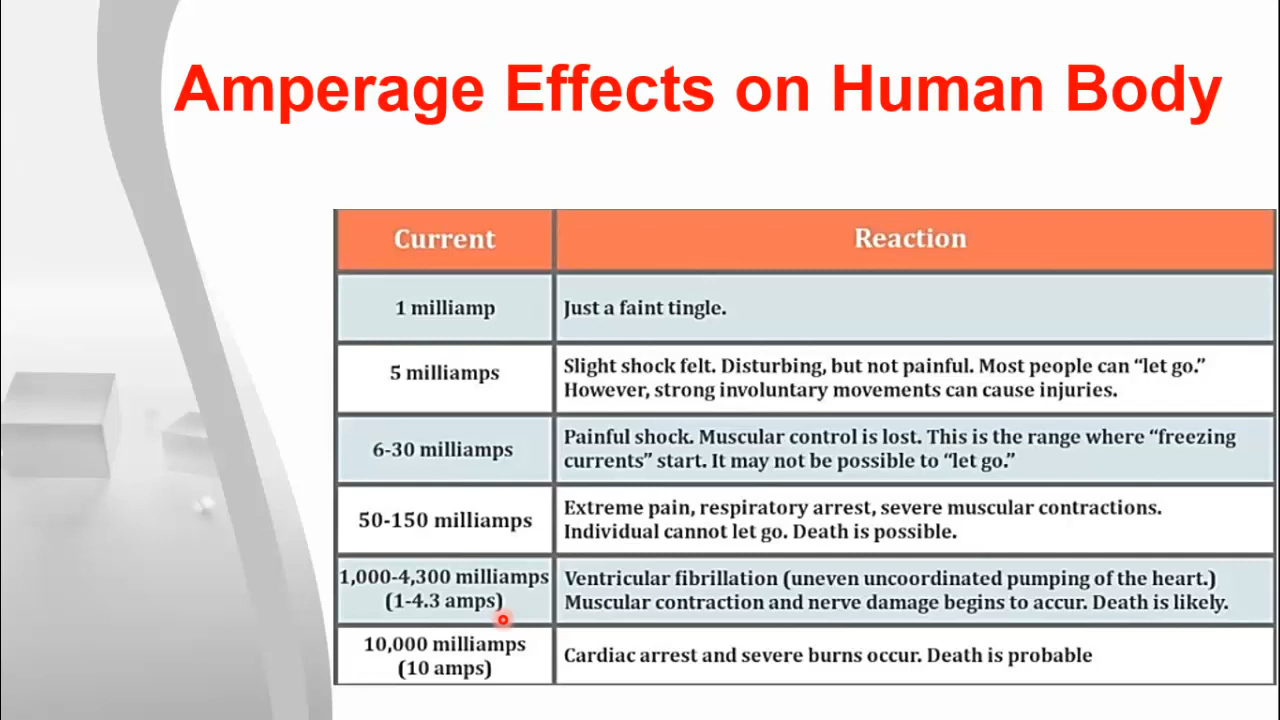 Amperage Effects on Human Body
Current
Reaction
1 milliamp
Just a faint tingle.
5 milliamps
Slight shock felt. Disturbing, but not painful. Most people can “let go.”
However, strong involuntary movements can cause injuries.
6-30 milliamps
Painful shock. Muscular control is lost. This is the range where “freezing
currents” start. It may not be possible to “let go.”
50-150 milliamps
Extreme pain, respiratory arrest, severe muscular contractions.
Individual cannot let go. Death is possible.
1,000-4,300 milliamps
(1-4.3 amps)
Ventricular fibrillation (uneven uncoordinated pumping of the heart.)
Muscular contraction and nerve damage begins to accur. Death is likely.
10,000 milliamps
(10 amps)
Cardiac arrest and severe burns occur. Death is probable